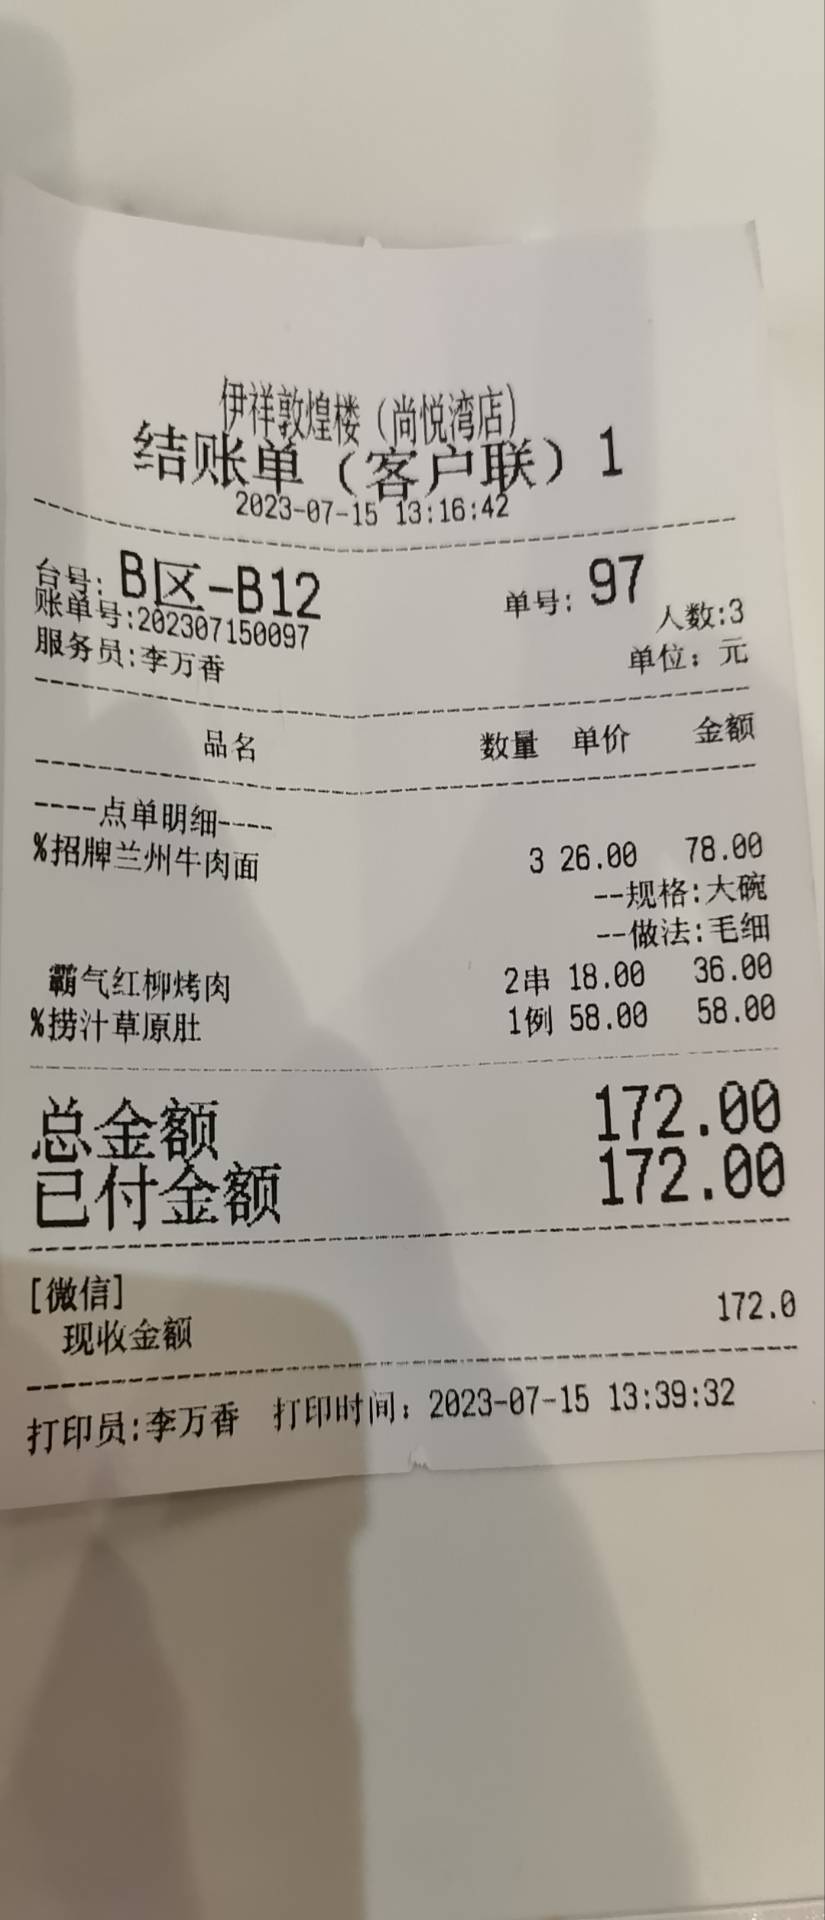 伊祥敦煌楼（尚悦湾店）
结账单（客户联）1
2023-07-15 13:16:42
台号: B区-B12 单号: 97
账单号:202307150097 人数:3
服务员:李万香 单位: 元
品名 数量 单价 金额
----点单明细----
%招牌兰州牛肉面 3 26.00 78.00
--规格:大碗
--做法:毛细
霸气红柳烤肉 2串 18.00 36.00
%捞汁草原肚 1例 58.00 58.00
总金额 172.00
已付金额 172.00
[微信]
现收金额 172.0
打印员:李万香 打印时间: 2023-07-15 13:39:32